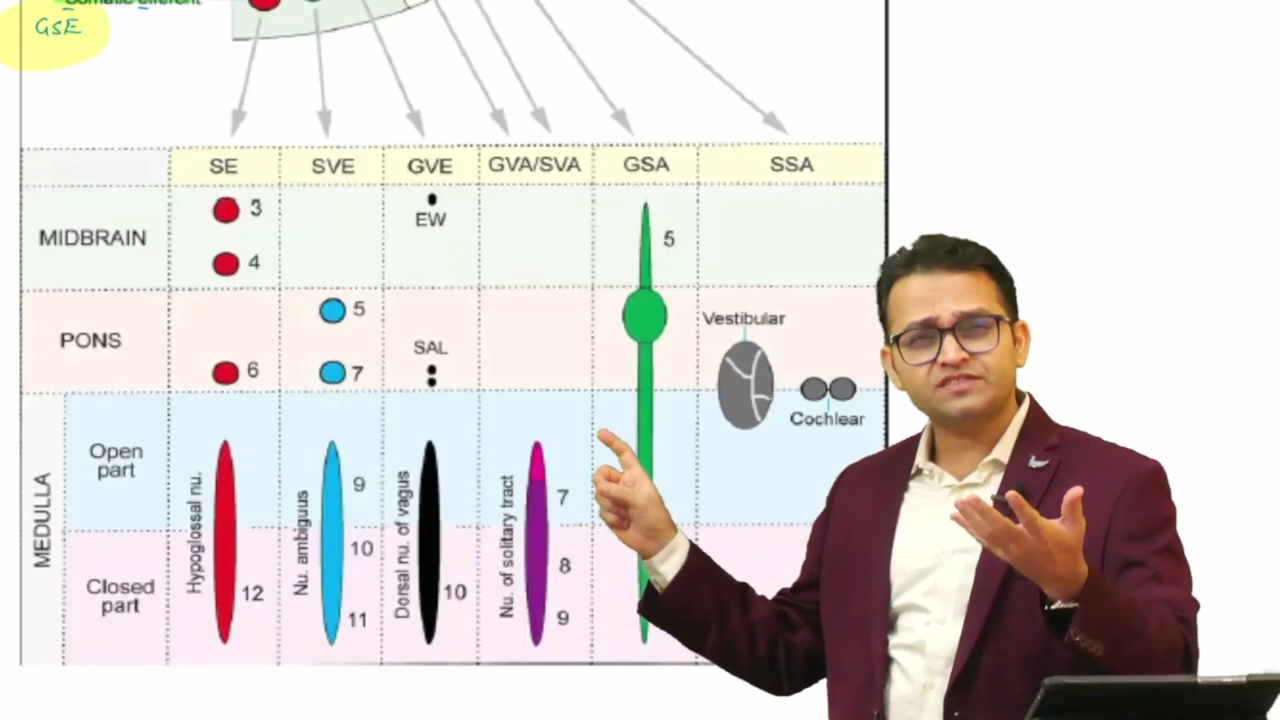 Somatic efferent
GSE
SE SVE GVE GVA/SVA GSA SSA
MIDBRAIN
3
4
EW
5
PONS
6
5
7
SAL
Vestibular
Cochlear
MEDULLA
Open
part
Closed
part
Hypoglossal nu.
12
Nu. ambiguus
9
10
11
Dorsal nu. of vagus
10
Nu. of solitary tract
7
8
9